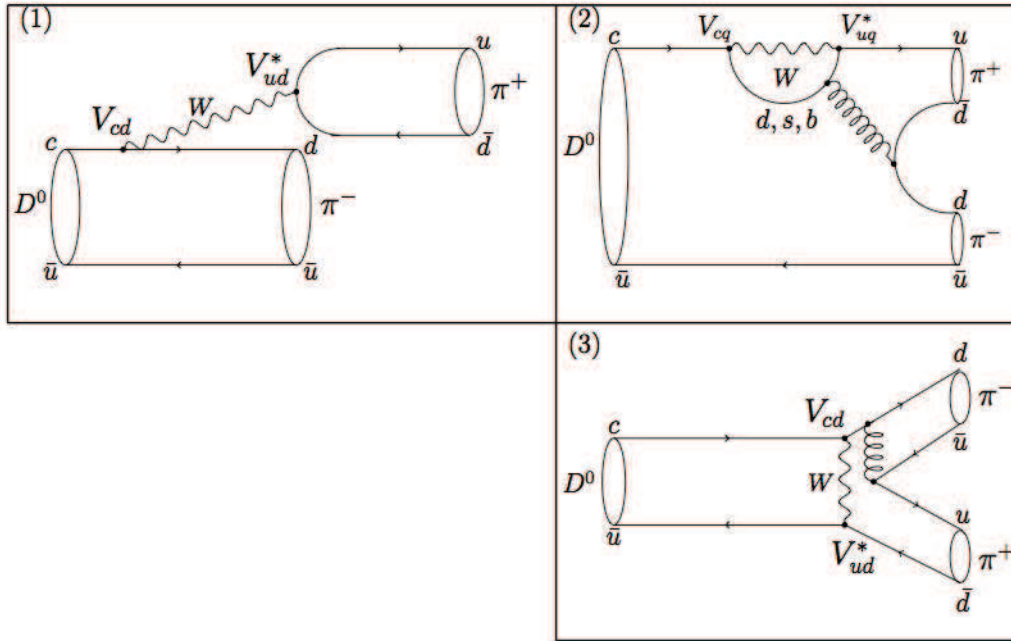 (1)
u
V*ud
π+
W
d̄
Vcd
c
d
D0
π−
ū
ū
(2)
c
Vcq
V*uq
u
W
π+
d, s, b
d̄
D0
d
π−
ū
ū
(3)
d
π−
Vcd
c
ū
D0
W
u
ū
V*ud
π+
d̄